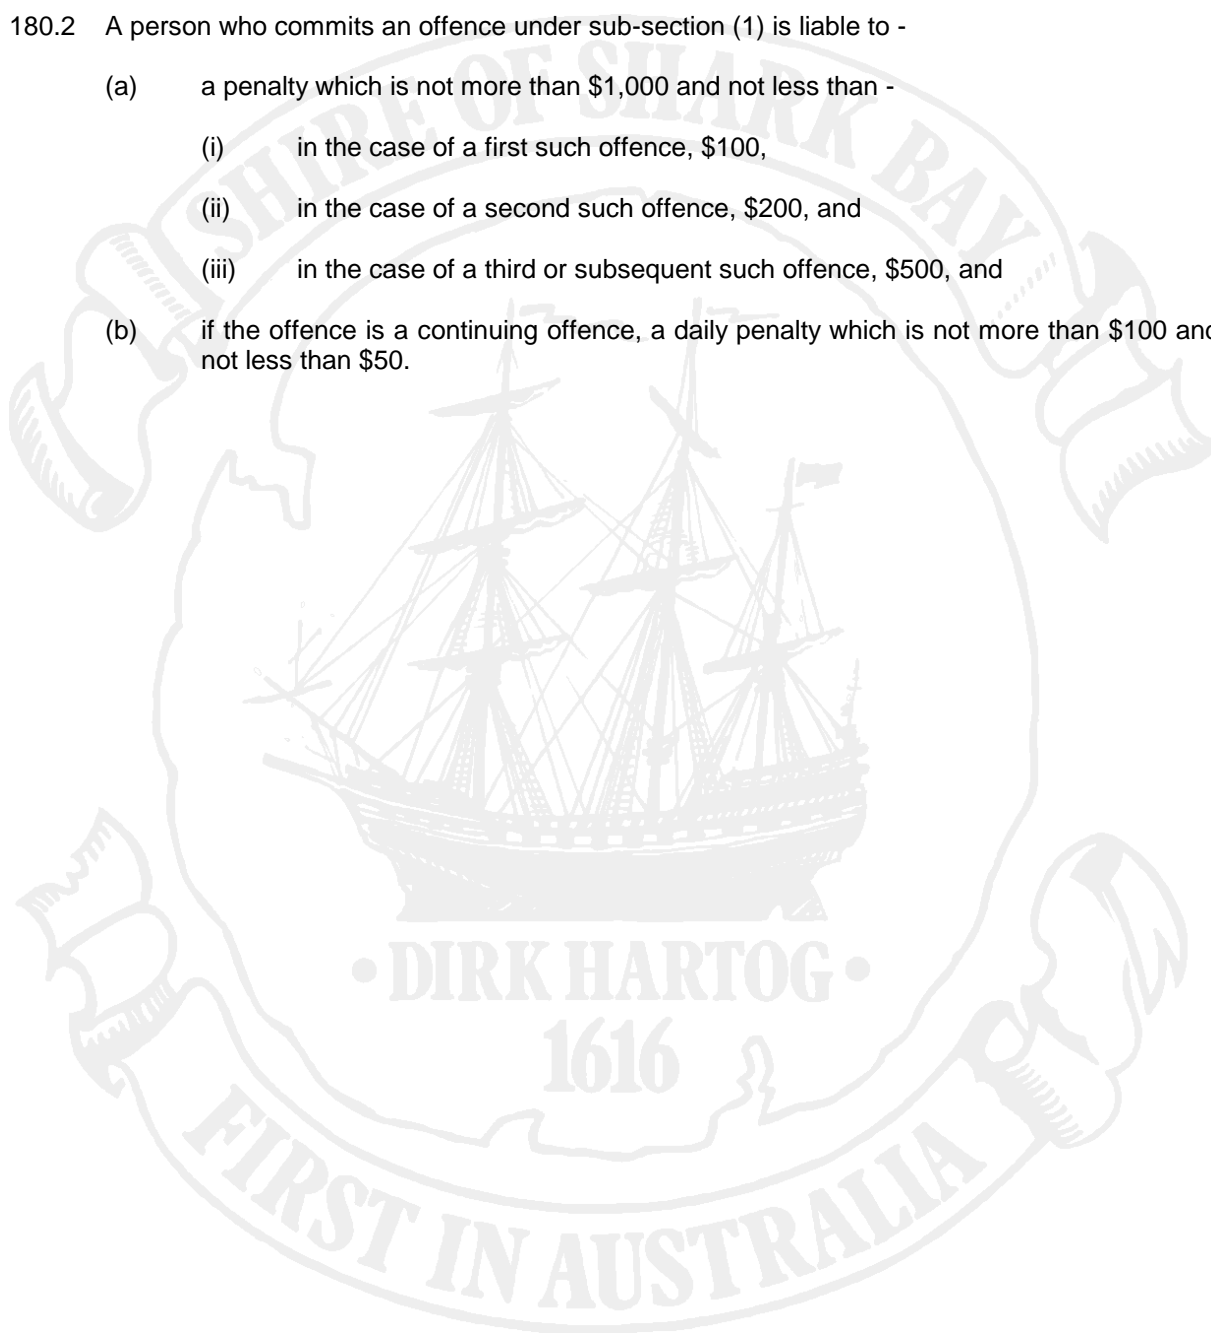 180.2 A person who commits an offence under sub-section (1) is liable to -
(a) a penalty which is not more than $1,000 and not less than -
(i) in the case of a first such offence, $100,
(ii) in the case of a second such offence, $200, and
(iii) in the case of a third or subsequent such offence, $500, and
(b) if the offence is a continuing offence, a daily penalty which is not more than $100 and
not less than $50.
SHIRE OF SHARK BAY
• DIRK HARTOG •
1616
FIRST IN AUSTRALIA